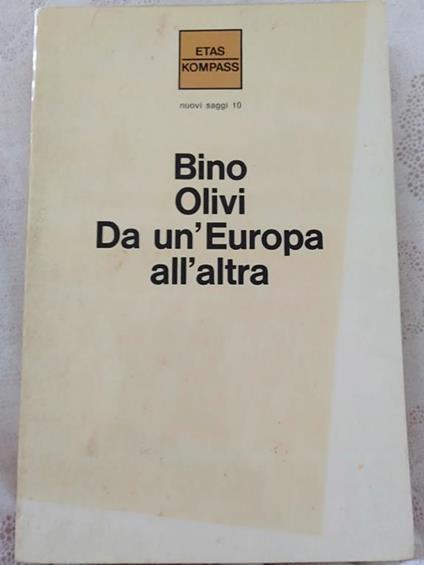 ETAS
KOMPASS
nuovi saggi 10
Bino
Olivi
Da un'Europa
all'altra